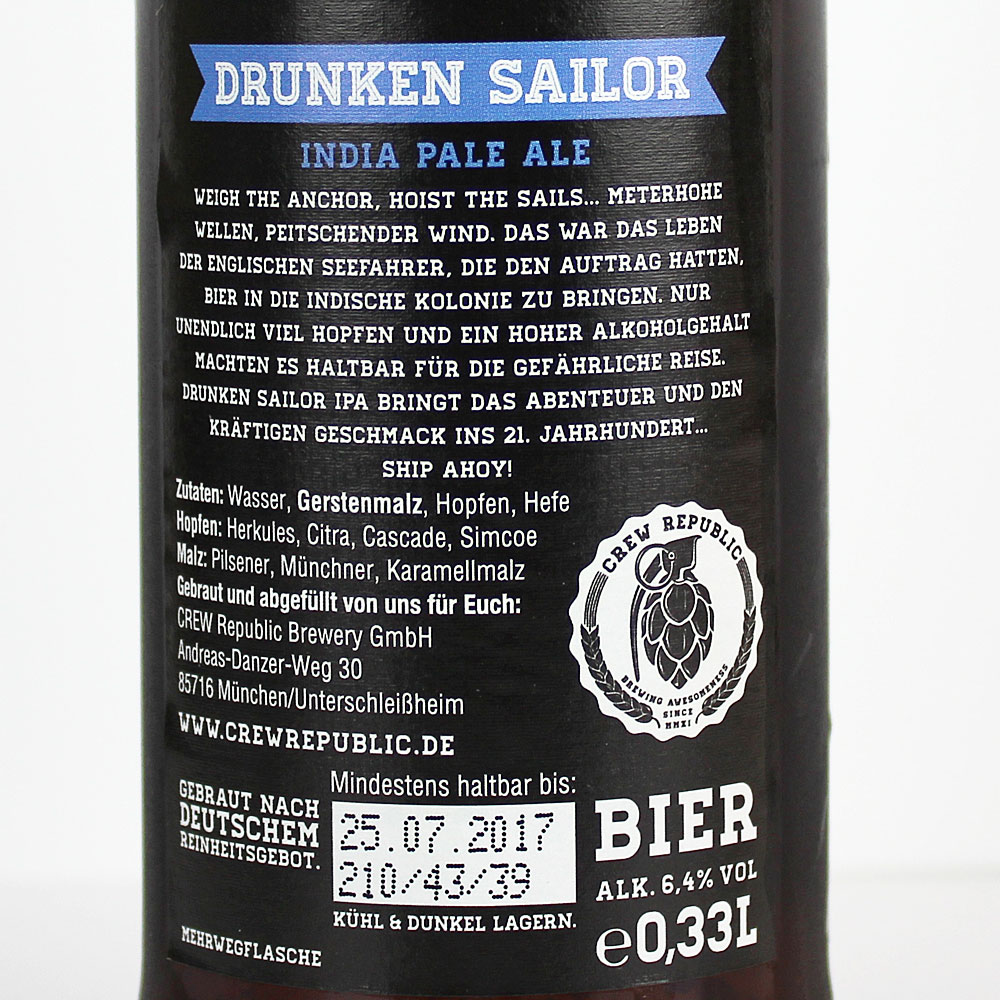 DRUNKEN SAILOR
INDIA PALE ALE
WEIGH THE ANCHOR, HOIST THE SAILS... METERHOHE
WELLEN, PEITSCHENDER WIND. DAS WAR DAS LEBEN
DER ENGLISCHEN SEEFAHRER, DIE DEN AUFTRAG HATTEN,
BIER IN DIE INDISCHE KOLONIE ZU BRINGEN. NUR
UNENDLICH VIEL HOPFEN UND EIN HOHER ALKOHOLGEHALT
MACHTEN ES HALTBAR FÜR DIE GEFÄHRLICHE REISE.
DRUNKEN SAILOR IPA BRINGT DAS ABENTEUER UND DEN
KRÄFTIGEN GESCHMACK INS 21. JAHRHUNDERT...
SHIP AHOY!
Zutaten: Wasser, Gerstenmalz, Hopfen, Hefe
Hopfen: Herkules, Citra, Cascade, Simcoe
Malz: Pilsener, Münchner, Karamellmalz
Gebraut und abgefüllt von uns für Euch:
CREW Republic Brewery GmbH
Andreas-Danzer-Weg 30
85716 München/Unterschleißheim
WWW.CREWREPUBLIC.DE
CREW REPUBLIC
BREWING AWESOMENESS
SINCE
MMXI
GEBRAUT NACH
DEUTSCHEM
REINHEITSGEBOT.
Mindestens haltbar bis:
25.07.2017
210/43/39
KÜHL & DUNKEL LAGERN.
MEHRWEGFLASCHE
BIER
ALK. 6,4% VOL
e0,33L